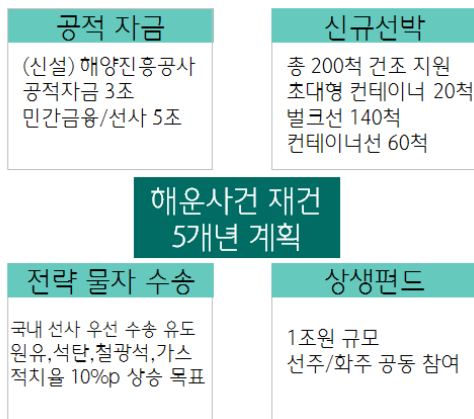 공적 자금
(신설) 해양진흥공사
공적자금 3조
민간금융/선사 5조
신규선박
총 200척 건조 지원
초대형 컨테이너 20척
벌크선 140척
컨테이너선 60척
해운사건 재건
5개년 계획
전략 물자 수송
국내 선사 우선 수송 유도
원유,석탄,철광석,가스
적치율 10%p 상승 목표
상생펀드
1조원 규모
선주/화주 공동 참여